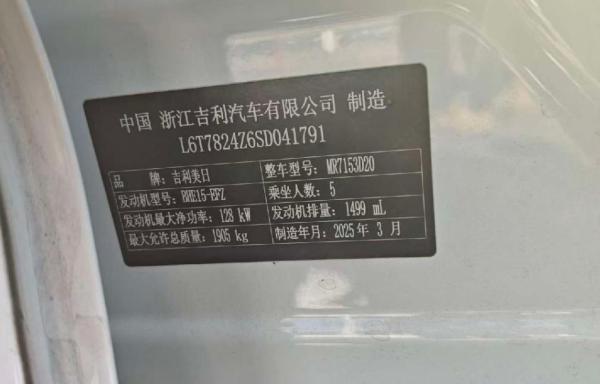 中国 浙江吉利汽车有限公司 制造
L6T7824Z6SD041791
品 牌: 吉利美日 整车型号: MR7153D20
发动机型号: BHE15-EFZ 乘坐人数: 5
发动机最大净功率: 128 kW 发动机排量: 1499 mL
最大允许总质量: 1905 kg 制造年月: 2025 年 3 月